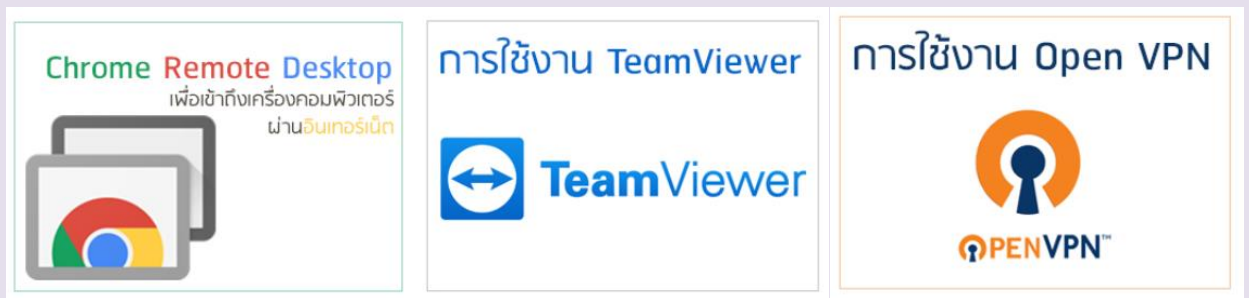 Chrome Remote Desktop
เพื่อเข้าถึงเครื่องคอมพิวเตอร์
ผ่านอินเทอร์เน็ต
การใช้งาน TeamViewer
TeamViewer
การใช้งาน Open VPN
OPENVPN™